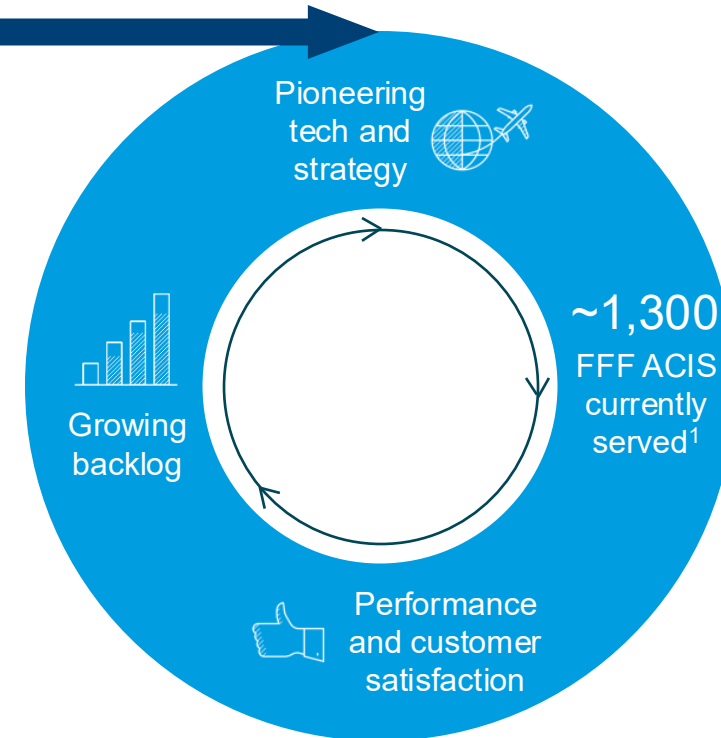 Pioneering
tech and
strategy
~1,300
FFF ACIS
currently
served¹
Performance
and customer
satisfaction
Growing
backlog